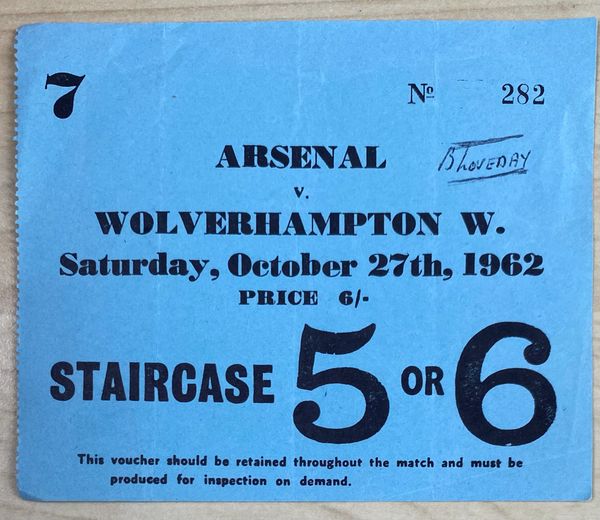 7
No 282
B LOVEDAY
ARSENAL
v.
WOLVERHAMPTON W.
Saturday, October 27th, 1962
PRICE 6/-
STAIRCASE 5 OR 6
This voucher should be retained throughout the match and must be
produced for inspection on demand.